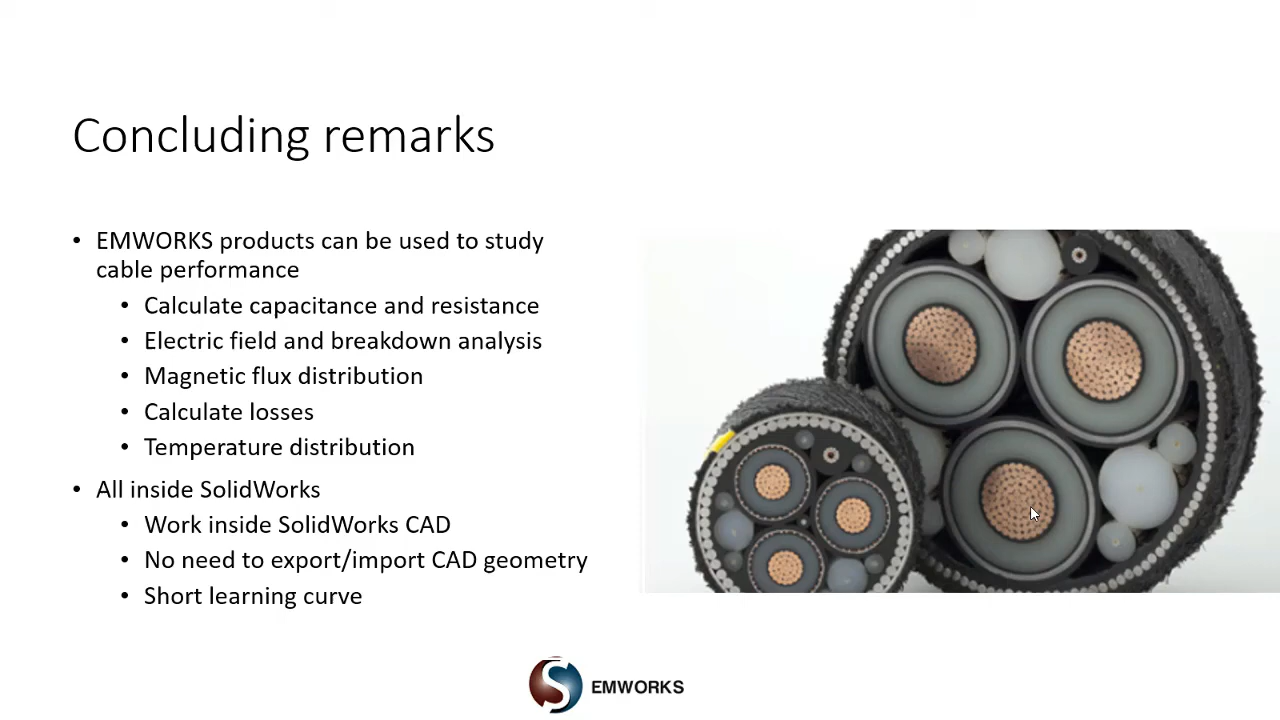 Concluding remarks
• EMWORKS products can be used to study
cable performance
• Calculate capacitance and resistance
• Electric field and breakdown analysis
• Magnetic flux distribution
• Calculate losses
• Temperature distribution
• All inside SolidWorks
• Work inside SolidWorks CAD
• No need to export/import CAD geometry
• Short learning curve
EMWORKS